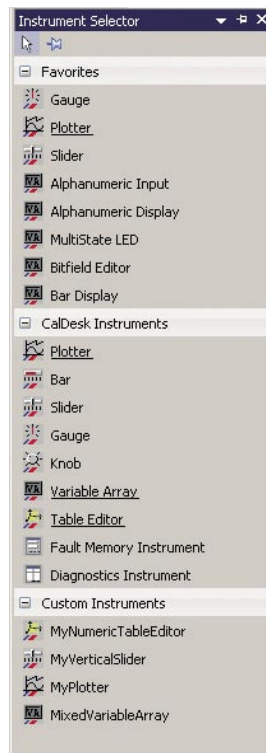 Instrument Selector
Favorites
Gauge
Plotter
Slider
Alphanumeric Input
Alphanumeric Display
MultiState LED
Bitfield Editor
Bar Display
CalDesk Instruments
Plotter
Bar
Slider
Gauge
Knob
Variable Array
Table Editor
Fault Memory Instrument
Diagnostics Instrument
Custom Instruments
MyNumericTableEditor
MyVerticalSlider
MyPlotter
MixedVariableArray